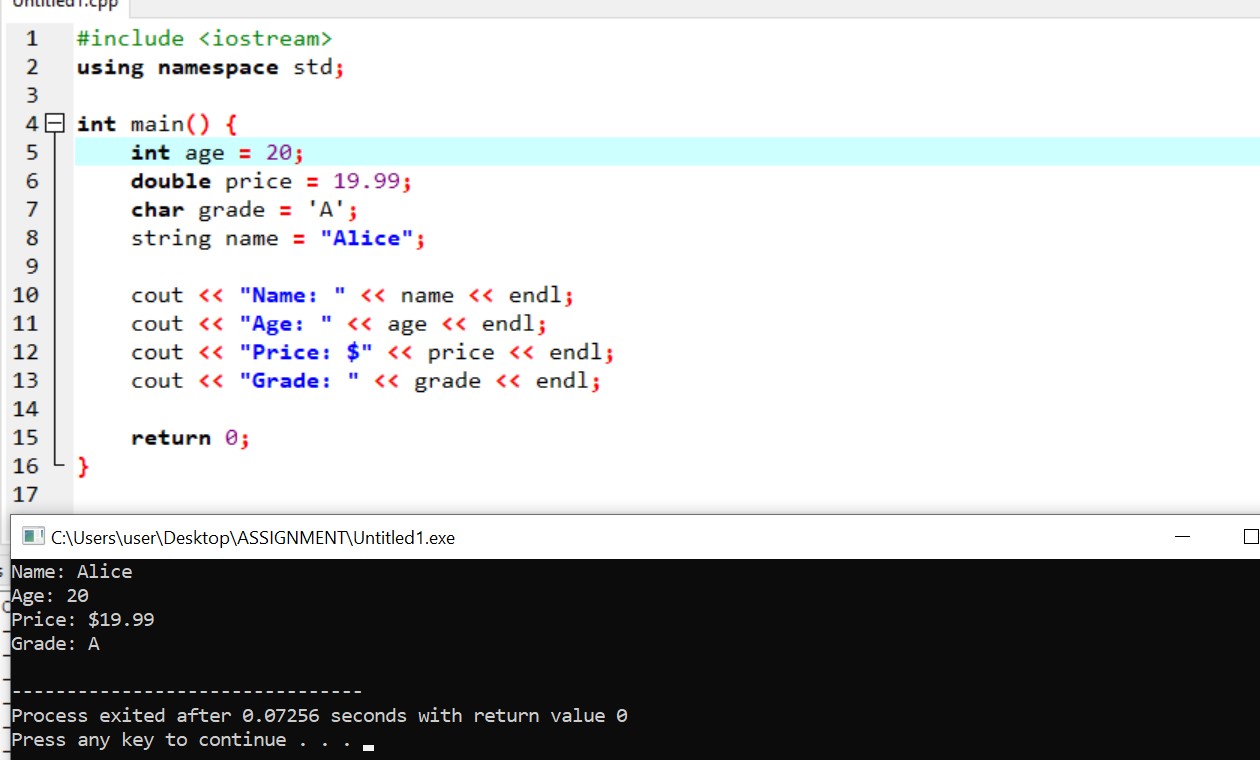 Untitled1.cpp
1 #include <iostream>
2 using namespace std;
3
4 int main() {
5     int age = 20;
6     double price = 19.99;
7     char grade = 'A';
8     string name = "Alice";
9
10     cout << "Name: " << name << endl;
11     cout << "Age: " << age << endl;
12     cout << "Price: $" << price << endl;
13     cout << "Grade: " << grade << endl;
14
15     return 0;
16 }
17
C:\Users\user\Desktop\ASSIGNMENT\Untitled1.exe
Name: Alice
Age: 20
Price: $19.99
Grade: A
--------------------------------
Process exited after 0.07256 seconds with return value 0
Press any key to continue . . .